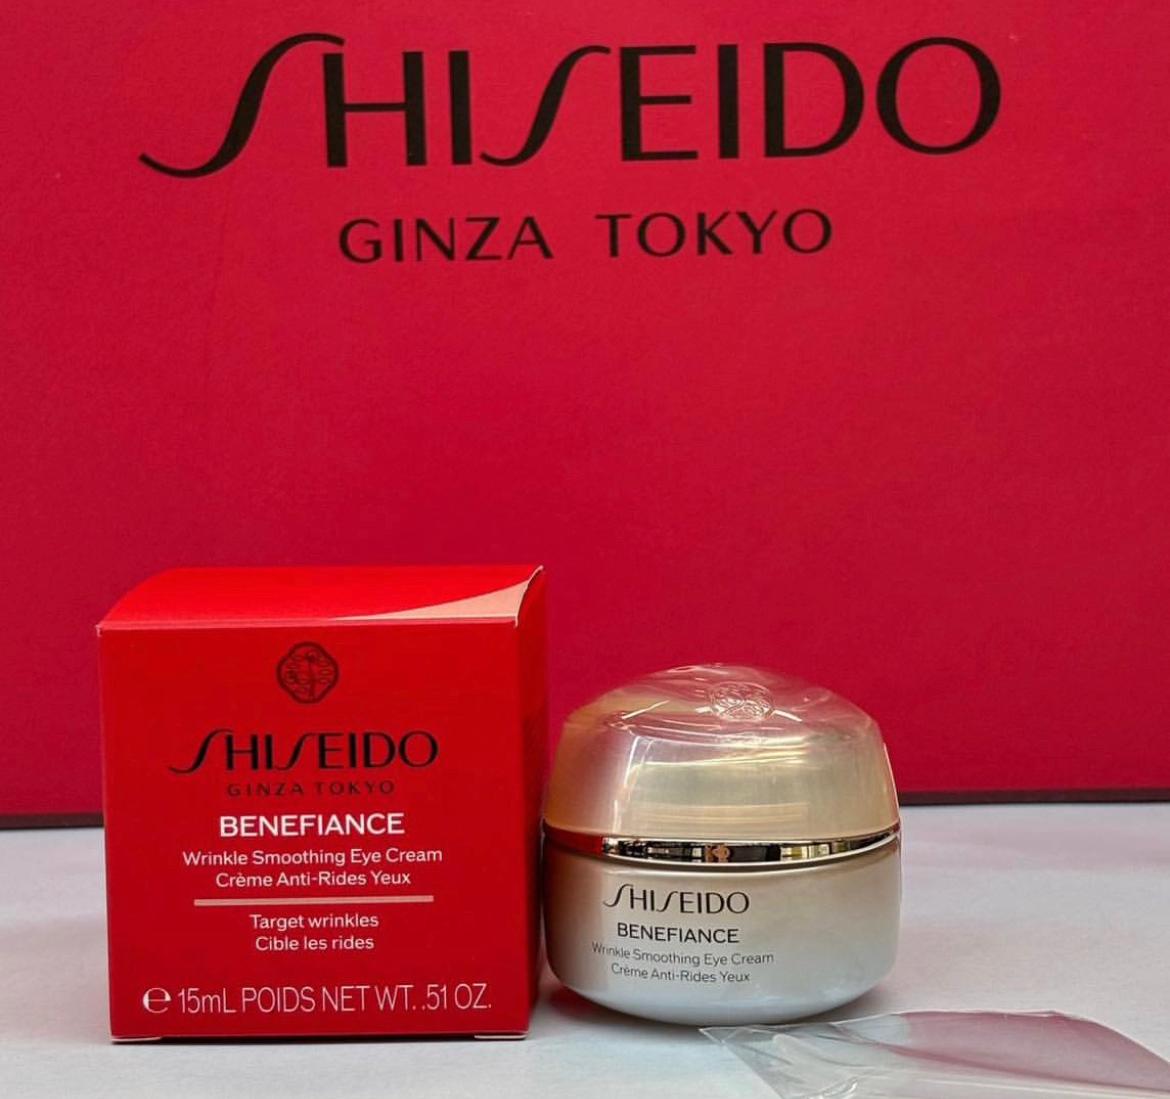 SHISEIDO
GINZA TOKYO
SHISEIDO
GINZA TOKYO
BENEFIANCE
Wrinkle Smoothing Eye Cream
Crème Anti-Rides Yeux
Target wrinkles
Cible les rides
℮ 15mL POIDS NET WT. .51 OZ.
SHISEIDO
BENEFIANCE
Wrinkle Smoothing Eye Cream
Crème Anti-Rides Yeux